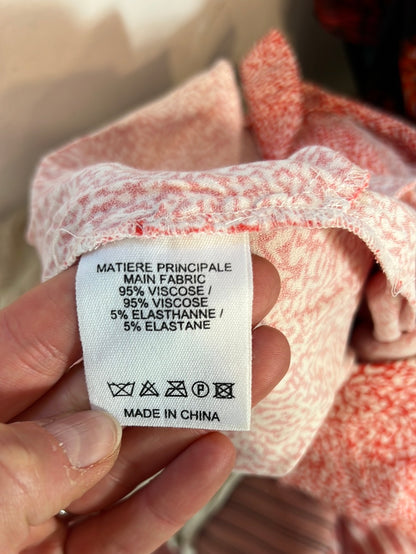 MATIERE PRINCIPALE
MAIN FABRIC
95% VISCOSE /
95% VISCOSE
5% ELASTHANNE /
5% ELASTANE
P
MADE IN CHINA